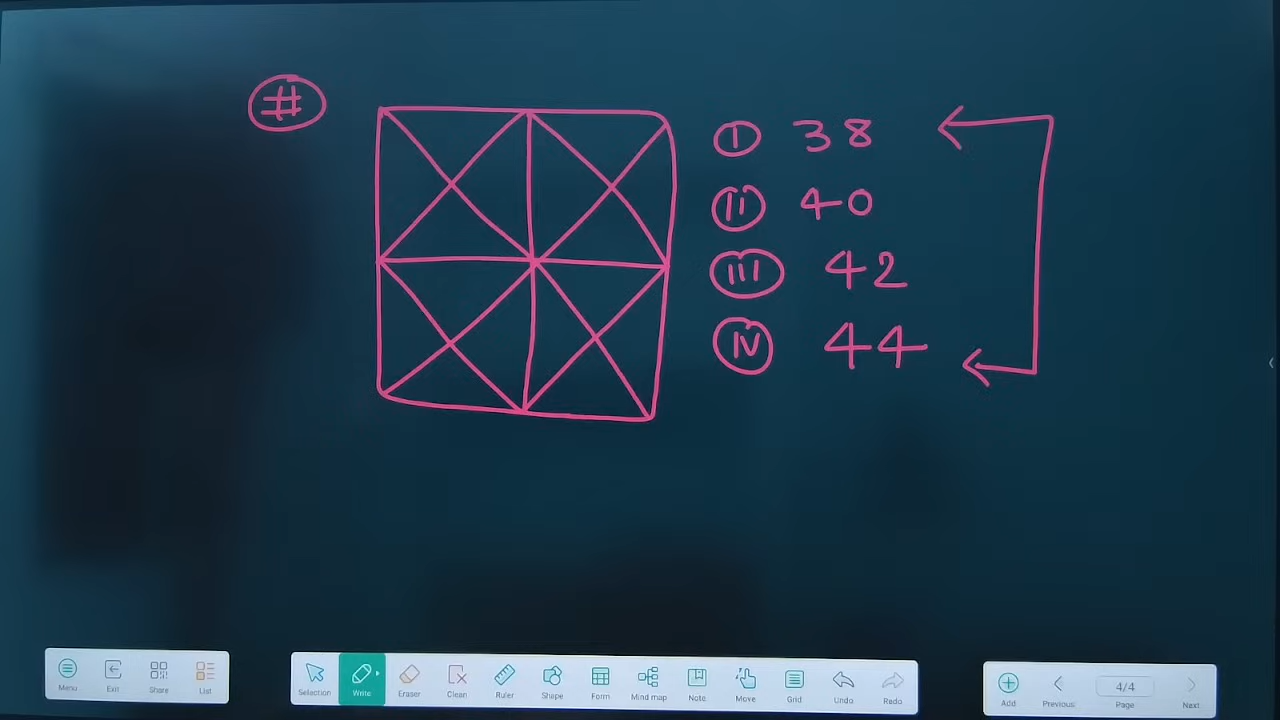 #
I 38
II 40
III 42
IV 44
Menu Exit Share List
Selection Write Eraser Clean Ruler Shape Form Mind map Note Move Grid Undo Redo
Add Previous 4/4 Page Next